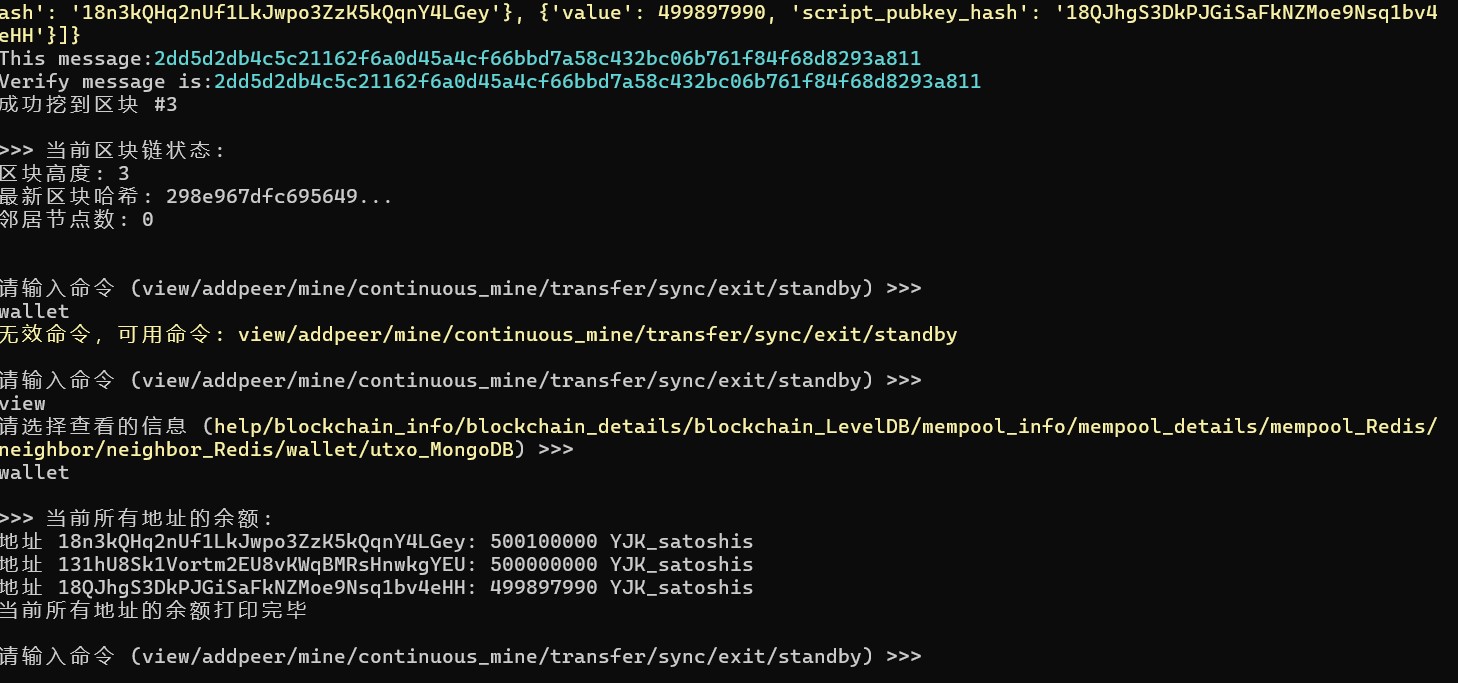 ash': '18n3kQHq2nUf1LkJwpo3ZzK5kQqnY4LGey'}, {'value': 499897990, 'script_pubkey_hash': '18QJhgS3DkPJGiSaFkNZMoe9Nsq1bv4
eHH'}]}
This message:2dd5d2db4c5c21162f6a0d45a4cf66bbd7a58c432bc06b761f84f68d8293a811
Verify message is:2dd5d2db4c5c21162f6a0d45a4cf66bbd7a58c432bc06b761f84f68d8293a811
成功挖到区块 #3
>>> 当前区块链状态:
区块高度: 3
最新区块哈希: 298e967dfc695649...
邻居节点数: 0
请输入命令 (view/addpeer/mine/continuous_mine/transfer/sync/exit/standby) >>>
wallet
无效命令，可用命令: view/addpeer/mine/continuous_mine/transfer/sync/exit/standby
请输入命令 (view/addpeer/mine/continuous_mine/transfer/sync/exit/standby) >>>
view
请选择查看的信息 (help/blockchain_info/blockchain_details/blockchain_LevelDB/mempool_info/mempool_details/mempool_Redis/
neighbor/neighbor_Redis/wallet/utxo_MongoDB) >>>
wallet
>>> 当前所有地址的余额:
地址 18n3kQHq2nUf1LkJwpo3ZzK5kQqnY4LGey: 500100000 YJK_satoshis
地址 131hU8Sk1Vortm2EU8vKWqBMRsHnwkgYEU: 500000000 YJK_satoshis
地址 18QJhgS3DkPJGiSaFkNZMoe9Nsq1bv4eHH: 499897990 YJK_satoshis
当前所有地址的余额打印完毕
请输入命令 (view/addpeer/mine/continuous_mine/transfer/sync/exit/standby) >>>